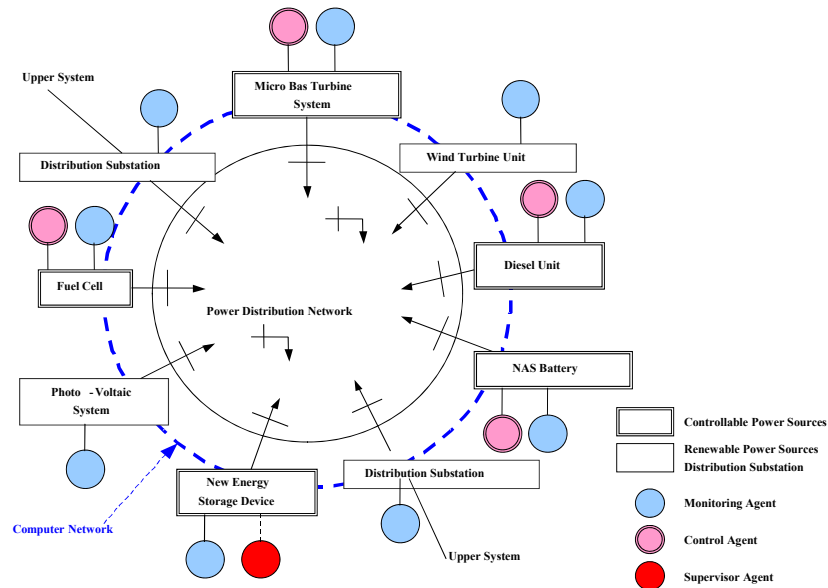 Upper System
Micro Bas Turbine
System
Distribution Substation
Wind Turbine Unit
Fuel Cell
Diesel Unit
Power Distribution Network
NAS Battery
Photo - Voltaic
System
New Energy
Storage Device
Distribution Substation
Computer Network
Upper System
Controllable Power Sources
Renewable Power Sources
Distribution Substation
Monitoring Agent
Control Agent
Supervisor Agent